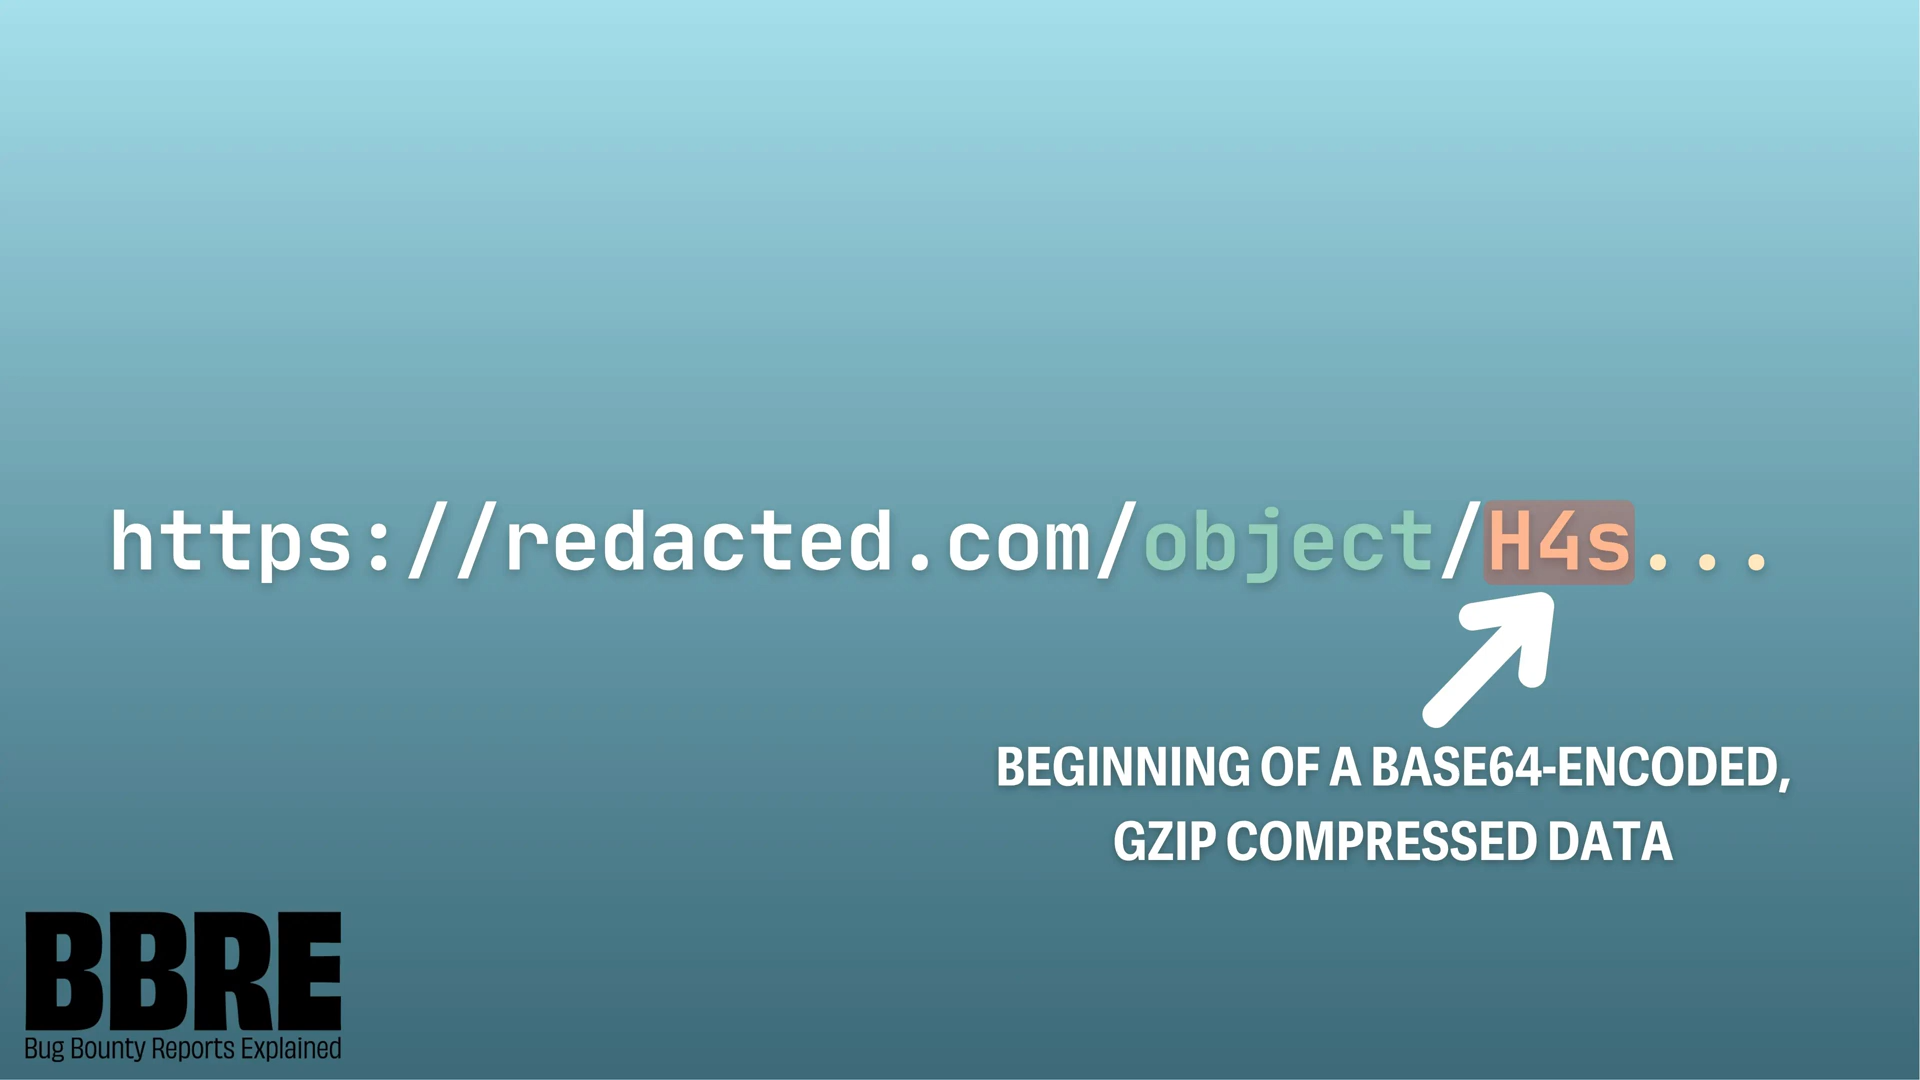 https://redacted.com/object/H4s...
BEGINNING OF A BASE64-ENCODED,
GZIP COMPRESSED DATA
BBRE
Bug Bounty Reports Explained